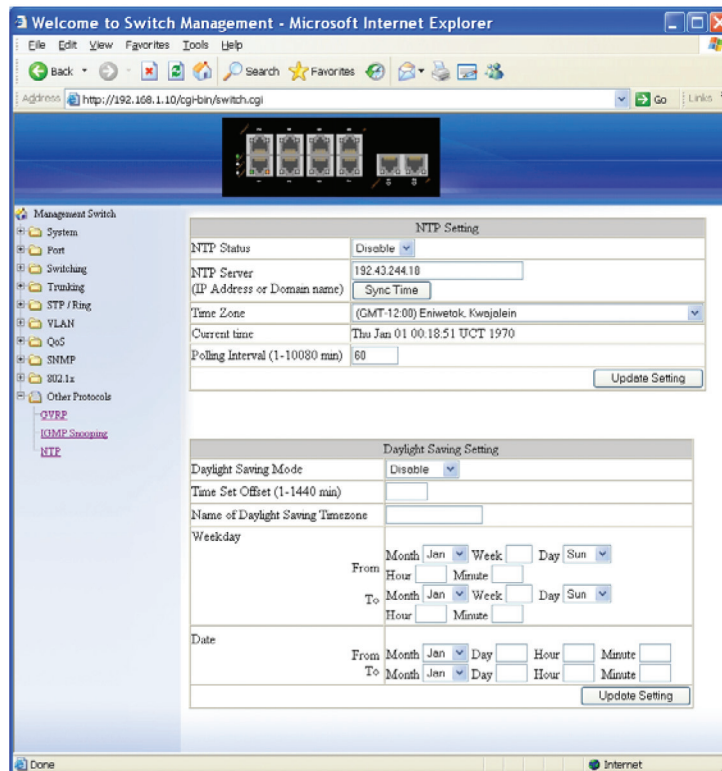 Welcome to Switch Management - Microsoft Internet Explorer
File Edit View Favorites Tools Help
Back Search Favorites
Address http://192.168.1.10/cgi-bin/switch.cgi Go Links
Management Switch
System
Port
Switching
Trunking
STP / Ring
VLAN
QoS
SNMP
802.1x
Other Protocols
GVRP
IGMP Snooping
NTP
NTP Setting
NTP Status Disable
NTP Server
(IP Address or Domain name) 192.43.244.18
Sync Time
Time Zone (GMT-12:00) Eniwetok, Kwajalein
Current time Thu Jan 01 00:18:51 UCT 1970
Polling Interval (1-10080 min) 60
Update Setting
Daylight Saving Setting
Daylight Saving Mode Disable
Time Set Offset (1-1440 min)
Name of Daylight Saving Timezone
Weekday
From Month Jan Week Day Sun
Hour Minute
To Month Jan Week Day Sun
Hour Minute
Date
From Month Jan Day Hour Minute
To Month Jan Day Hour Minute
Update Setting
Done Internet